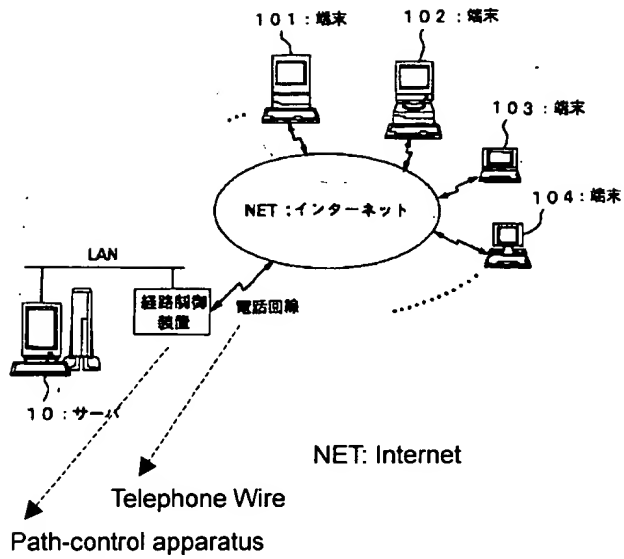 101：端末
102：端末
103：端末
104：端末
NET：インターネット
LAN
経路制御
装置
電話回線
10：サーバ
NET: Internet
Telephone Wire
Path-control apparatus